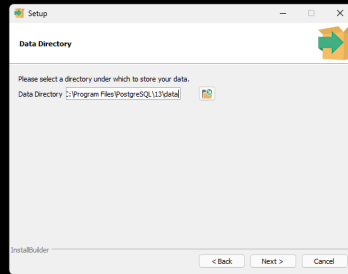 Setup
Data Directory
Please select a directory under which to store your data.
Data Directory :\Program Files\PostgreSQL\13\data
InstallBuilder
< Back Next > Cancel